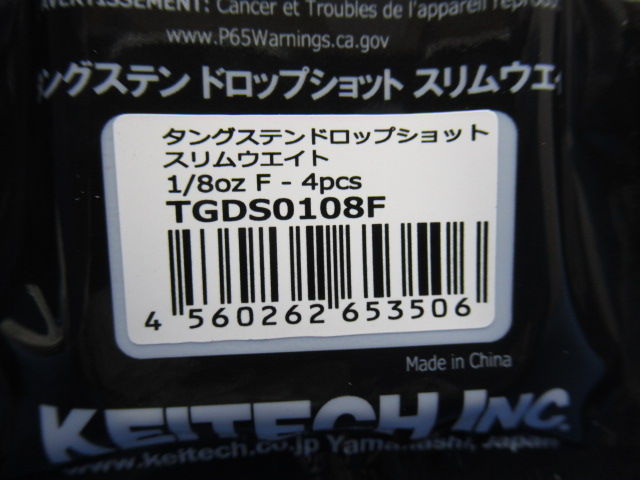 AVERTISSEMENT: Cancer et Troubles de l'appareil reprod
www.P65Warnings.ca.gov
タングステン ドロップショット スリムウエイ
タングステンドロップショット
スリムウエイト
1/8oz F - 4pcs
TGDS0108F
4 560262 653506
Made in China
KEITECH INC.
www.keitech.co.jp Yamanashi, Japan